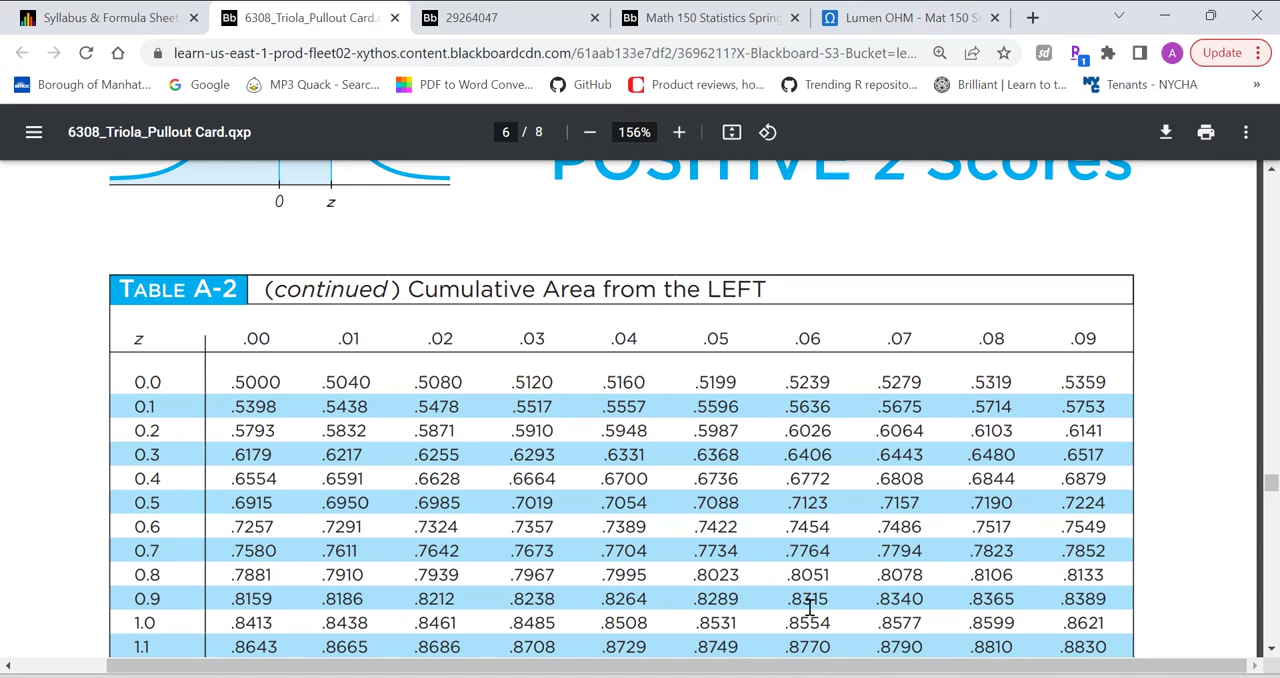 Syllabus & Formula Sheet
6308_Triola_Pullout Card.q
29264047
Math 150 Statistics Spring
Lumen OHM - Mat 150 S
learn-us-east-1-prod-fleet02-xythos.content.blackboardcdn.com/61aab133e7df2/36962117X-Blackboard-S3-Bucket=le...
1
A
Update
Borough of Manhat...
Google
MP3 Quack - Searc...
PDF to Word Conve...
GitHub
Product reviews, ho...
Trending R reposito...
Brilliant | Learn to t...
Tenants - NYCHA
»
6308_Triola_Pullout Card.qxp
6 / 8
156%
POSITIVE z Scores
0 z
TABLE A-2 (continued) Cumulative Area from the LEFT
z .00 .01 .02 .03 .04 .05 .06 .07 .08 .09
0.0 .5000 .5040 .5080 .5120 .5160 .5199 .5239 .5279 .5319 .5359
0.1 .5398 .5438 .5478 .5517 .5557 .5596 .5636 .5675 .5714 .5753
0.2 .5793 .5832 .5871 .5910 .5948 .5987 .6026 .6064 .6103 .6141
0.3 .6179 .6217 .6255 .6293 .6331 .6368 .6406 .6443 .6480 .6517
0.4 .6554 .6591 .6628 .6664 .6700 .6736 .6772 .6808 .6844 .6879
0.5 .6915 .6950 .6985 .7019 .7054 .7088 .7123 .7157 .7190 .7224
0.6 .7257 .7291 .7324 .7357 .7389 .7422 .7454 .7486 .7517 .7549
0.7 .7580 .7611 .7642 .7673 .7704 .7734 .7764 .7794 .7823 .7852
0.8 .7881 .7910 .7939 .7967 .7995 .8023 .8051 .8078 .8106 .8133
0.9 .8159 .8186 .8212 .8238 .8264 .8289 .8315 .8340 .8365 .8389
1.0 .8413 .8438 .8461 .8485 .8508 .8531 .8554 .8577 .8599 .8621
1.1 .8643 .8665 .8686 .8708 .8729 .8749 .8770 .8790 .8810 .8830